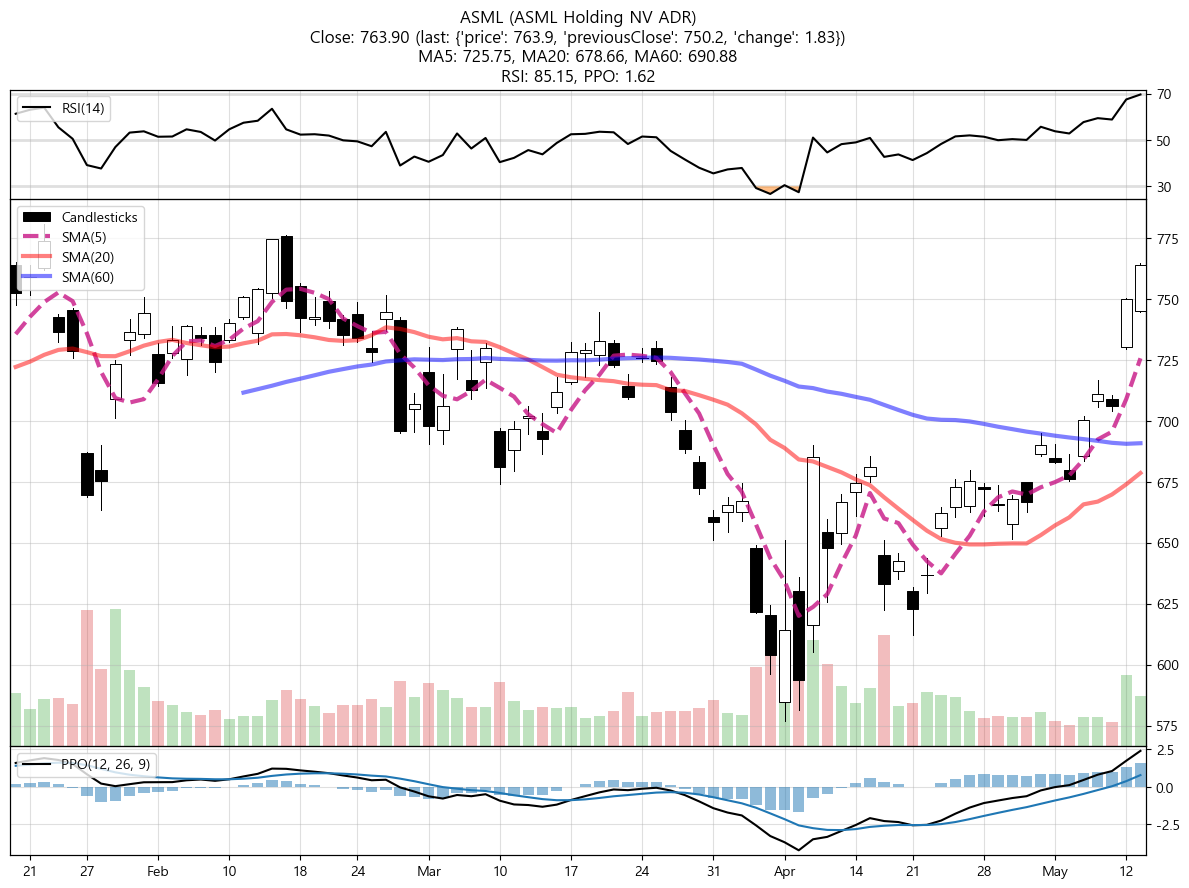 ASML (ASML Holding NV ADR)
Close: 763.90 (last: {'price': 763.9, 'previousClose': 750.2, 'change': 1.83})
MA5: 725.75, MA20: 678.66, MA60: 690.88
RSI: 85.15, PPO: 1.62
RSI(14)
70
50
30
Candlesticks
SMA(5)
SMA(20)
SMA(60)
775
750
725
700
675
650
625
600
575
PPO(12, 26, 9)
2.5
0.0
−2.5
21 27 Feb 10 18 24 Mar 10 17 24 31 Apr 14 21 28 May 12